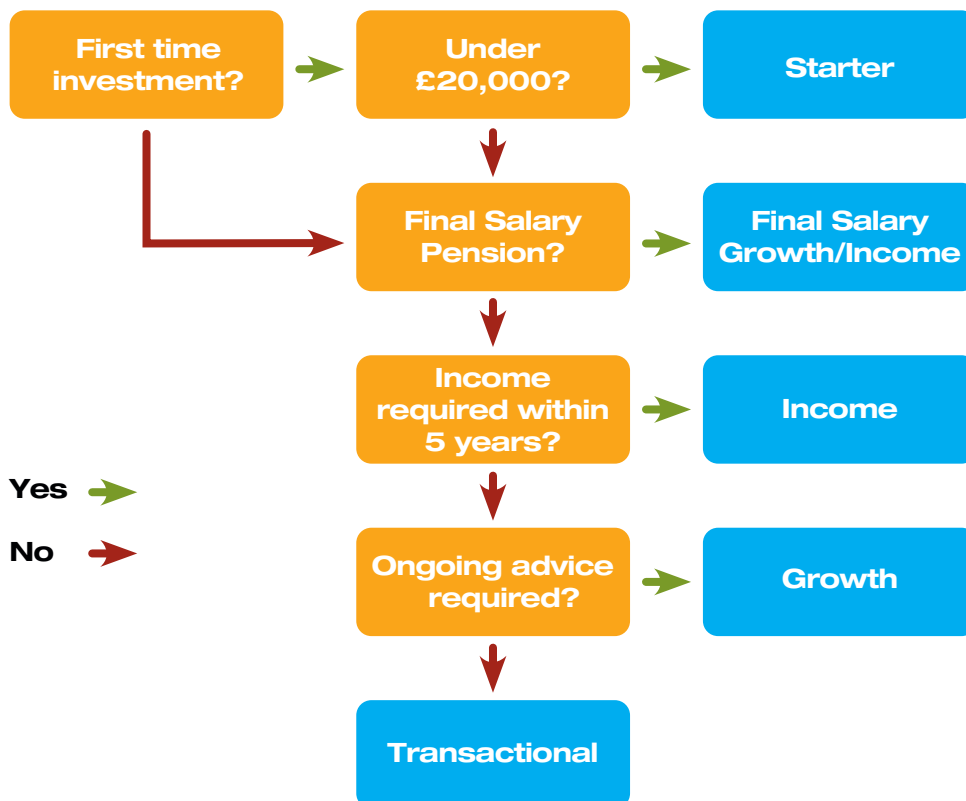 First time
investment?
Under
£20,000?
Starter
Final Salary
Pension?
Final Salary
Growth/Income
Income
required within
5 years?
Income
Yes
No
Ongoing advice
required?
Growth
Transactional